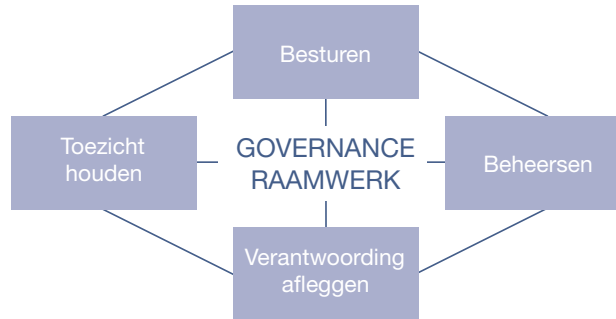 Besturen
Toezicht
houden
GOVERNANCE
RAAMWERK
Beheersen
Verantwoording
afleggen